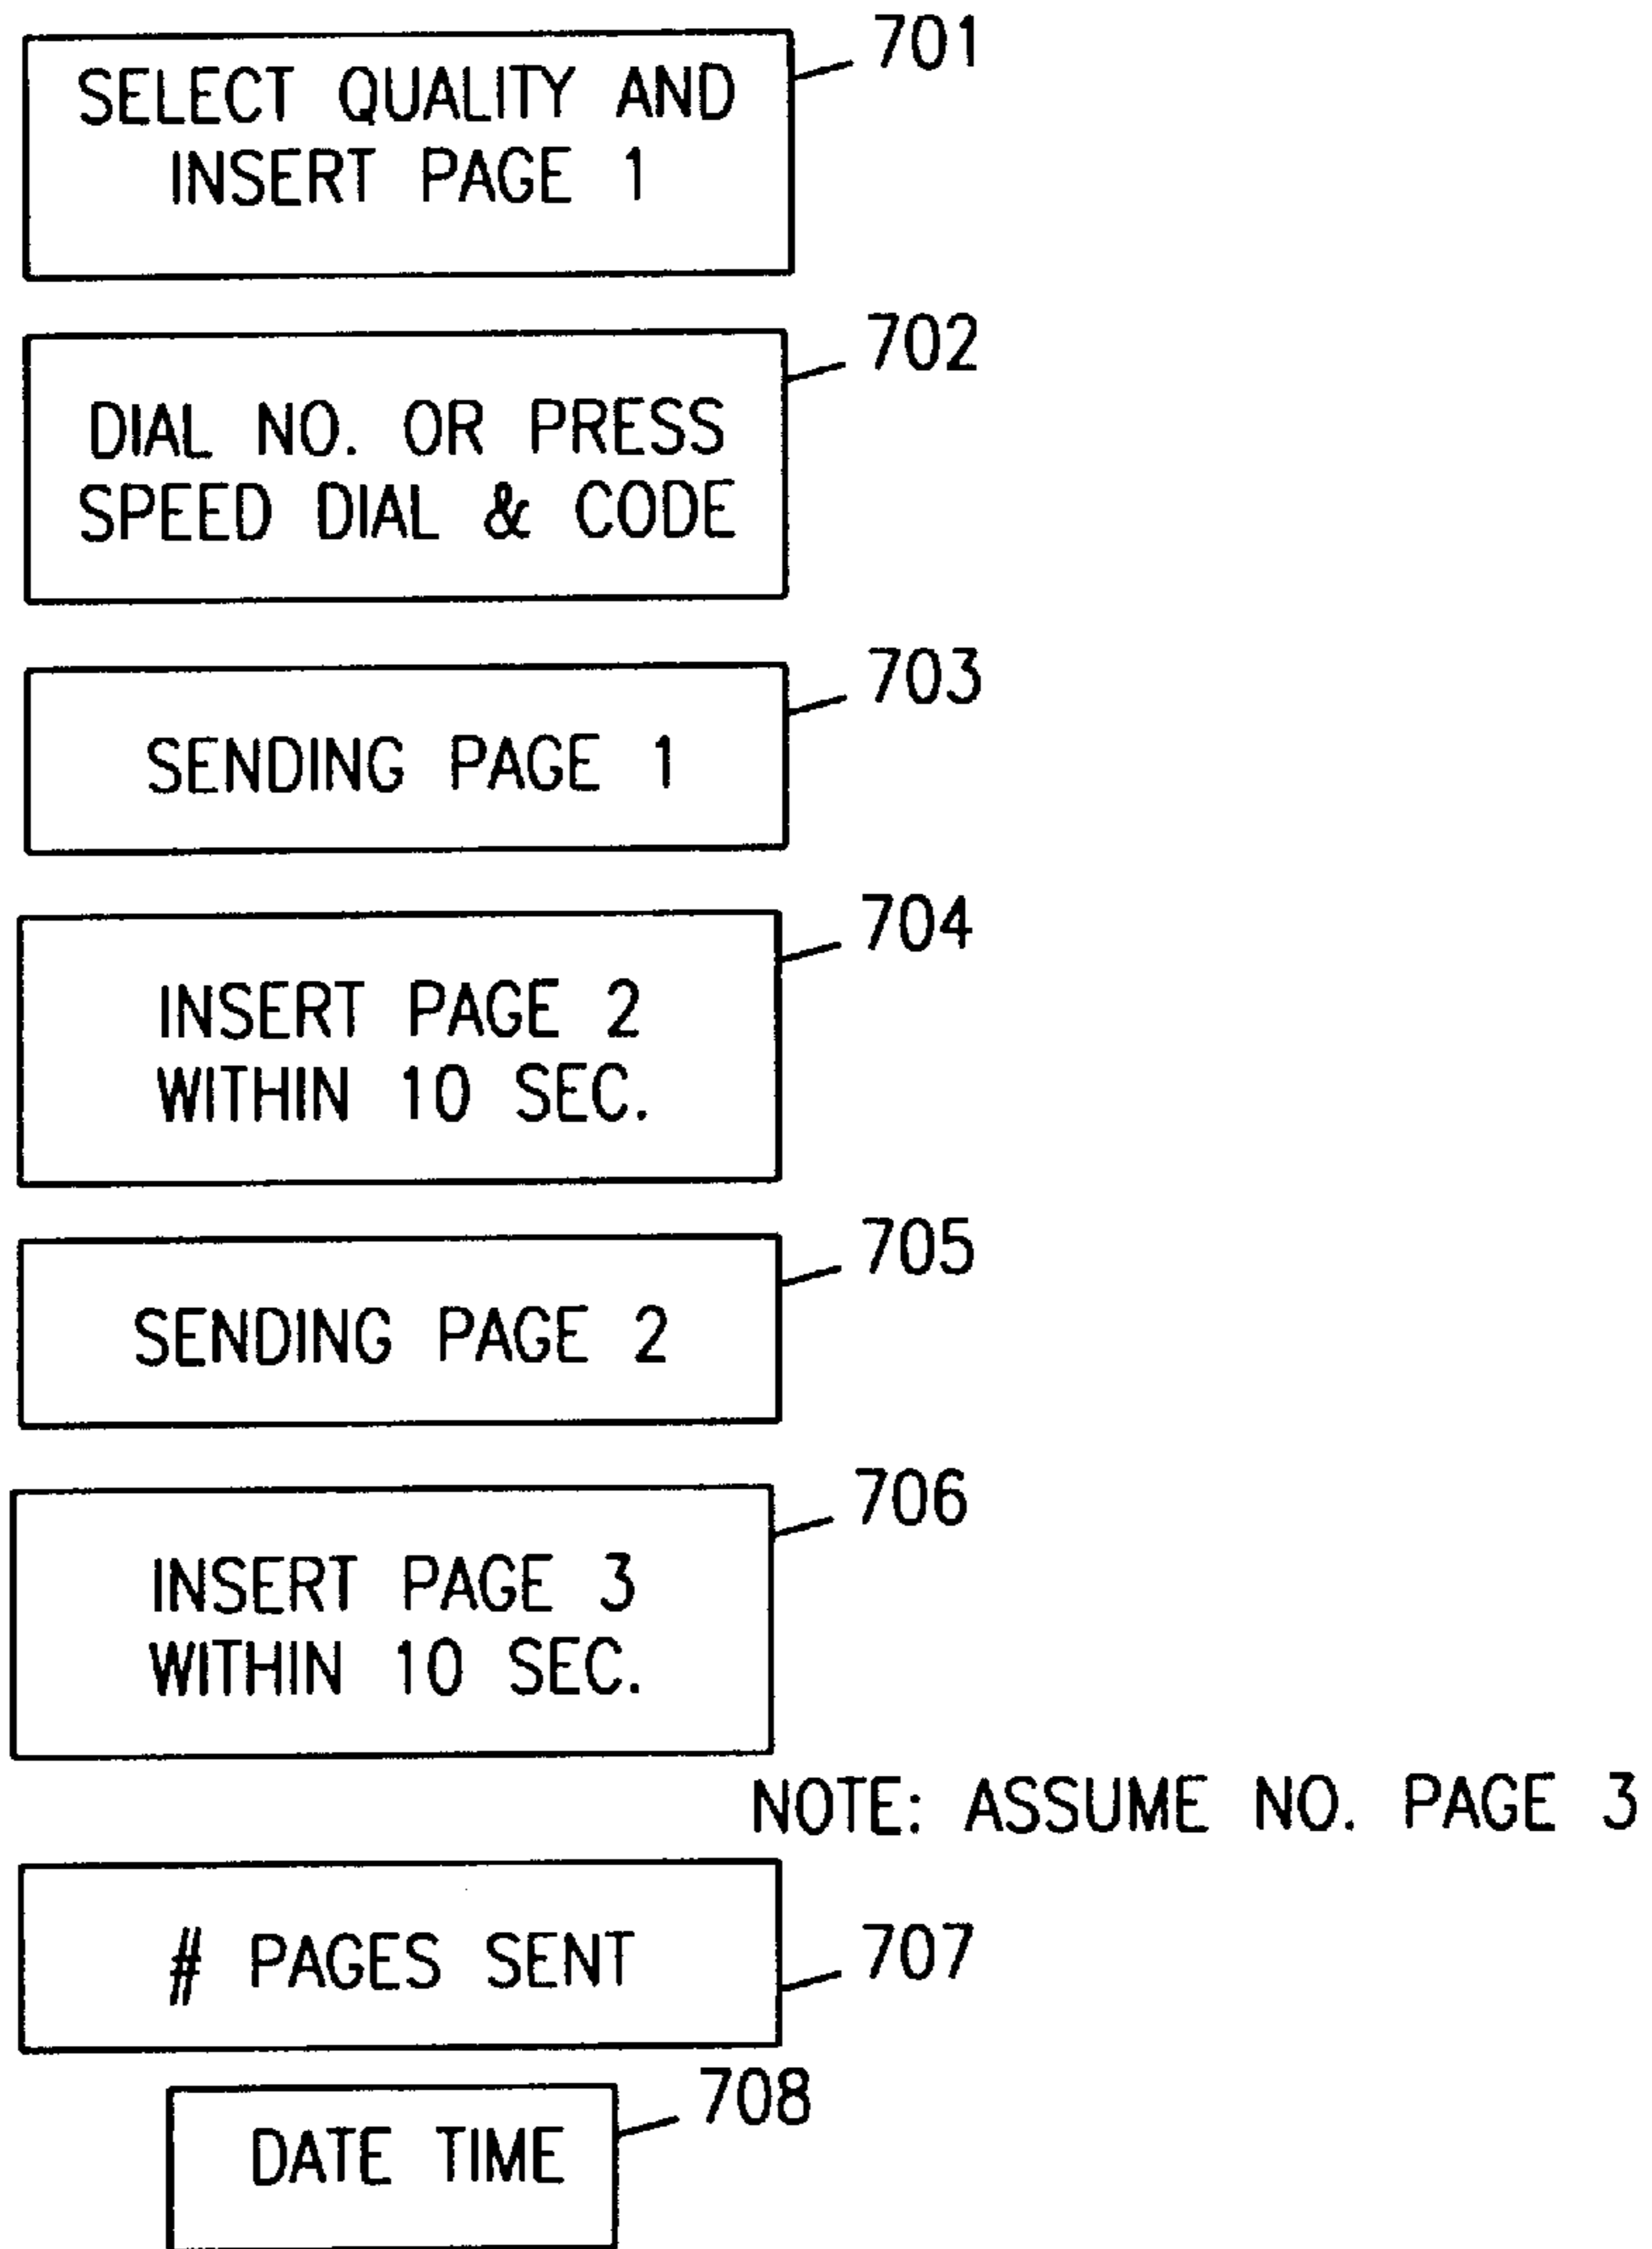 701
SELECT QUALITY AND
INSERT PAGE 1
702
DIAL NO. OR PRESS
SPEED DIAL & CODE
703
SENDING PAGE 1
704
INSERT PAGE 2
WITHIN 10 SEC.
705
SENDING PAGE 2
706
INSERT PAGE 3
WITHIN 10 SEC.
NOTE: ASSUME NO. PAGE 3
# PAGES SENT
707
708
DATE TIME